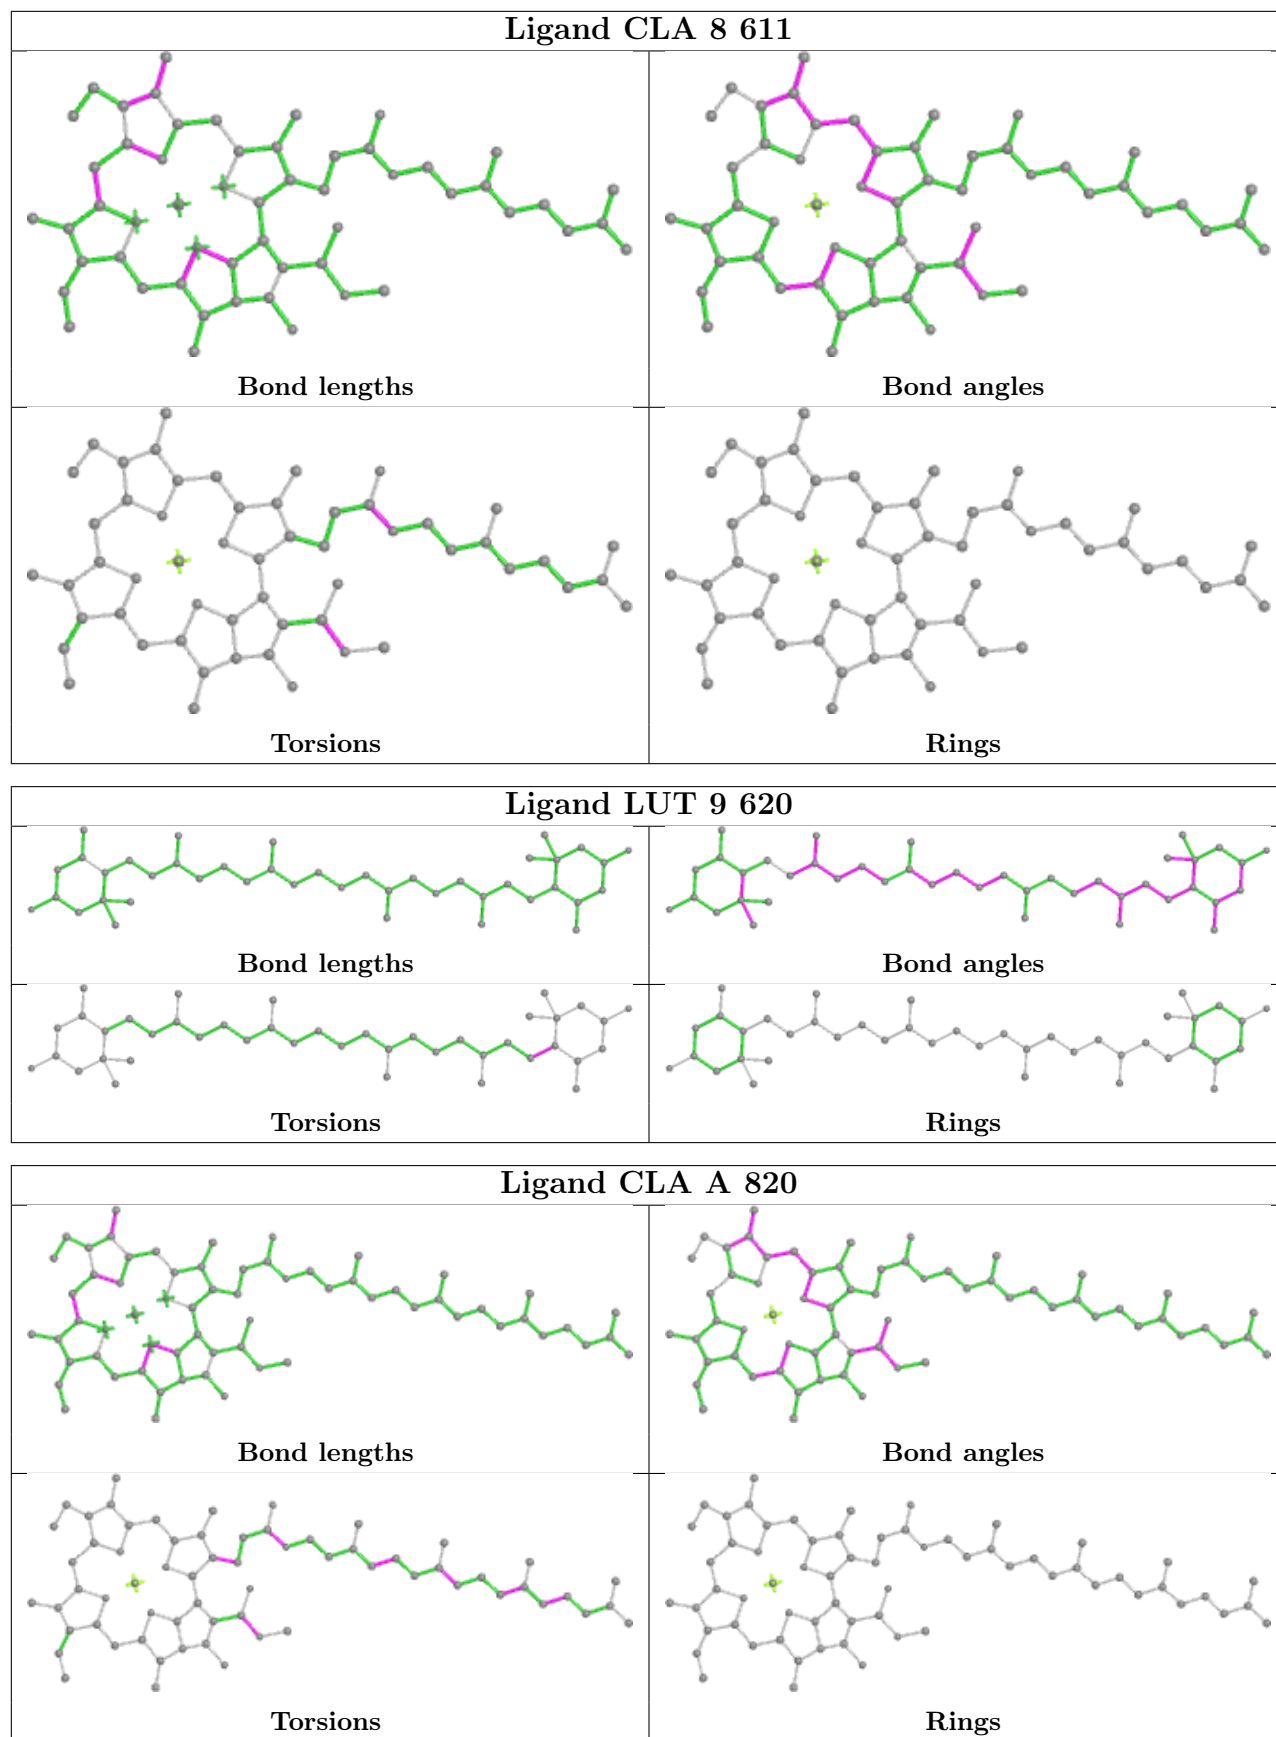 Ligand CLA 8 611
Bond lengths
Bond angles
Torsions
Rings
Ligand LUT 9 620
Bond lengths
Bond angles
Torsions
Rings
Ligand CLA A 820
Bond lengths
Bond angles
Torsions
Rings